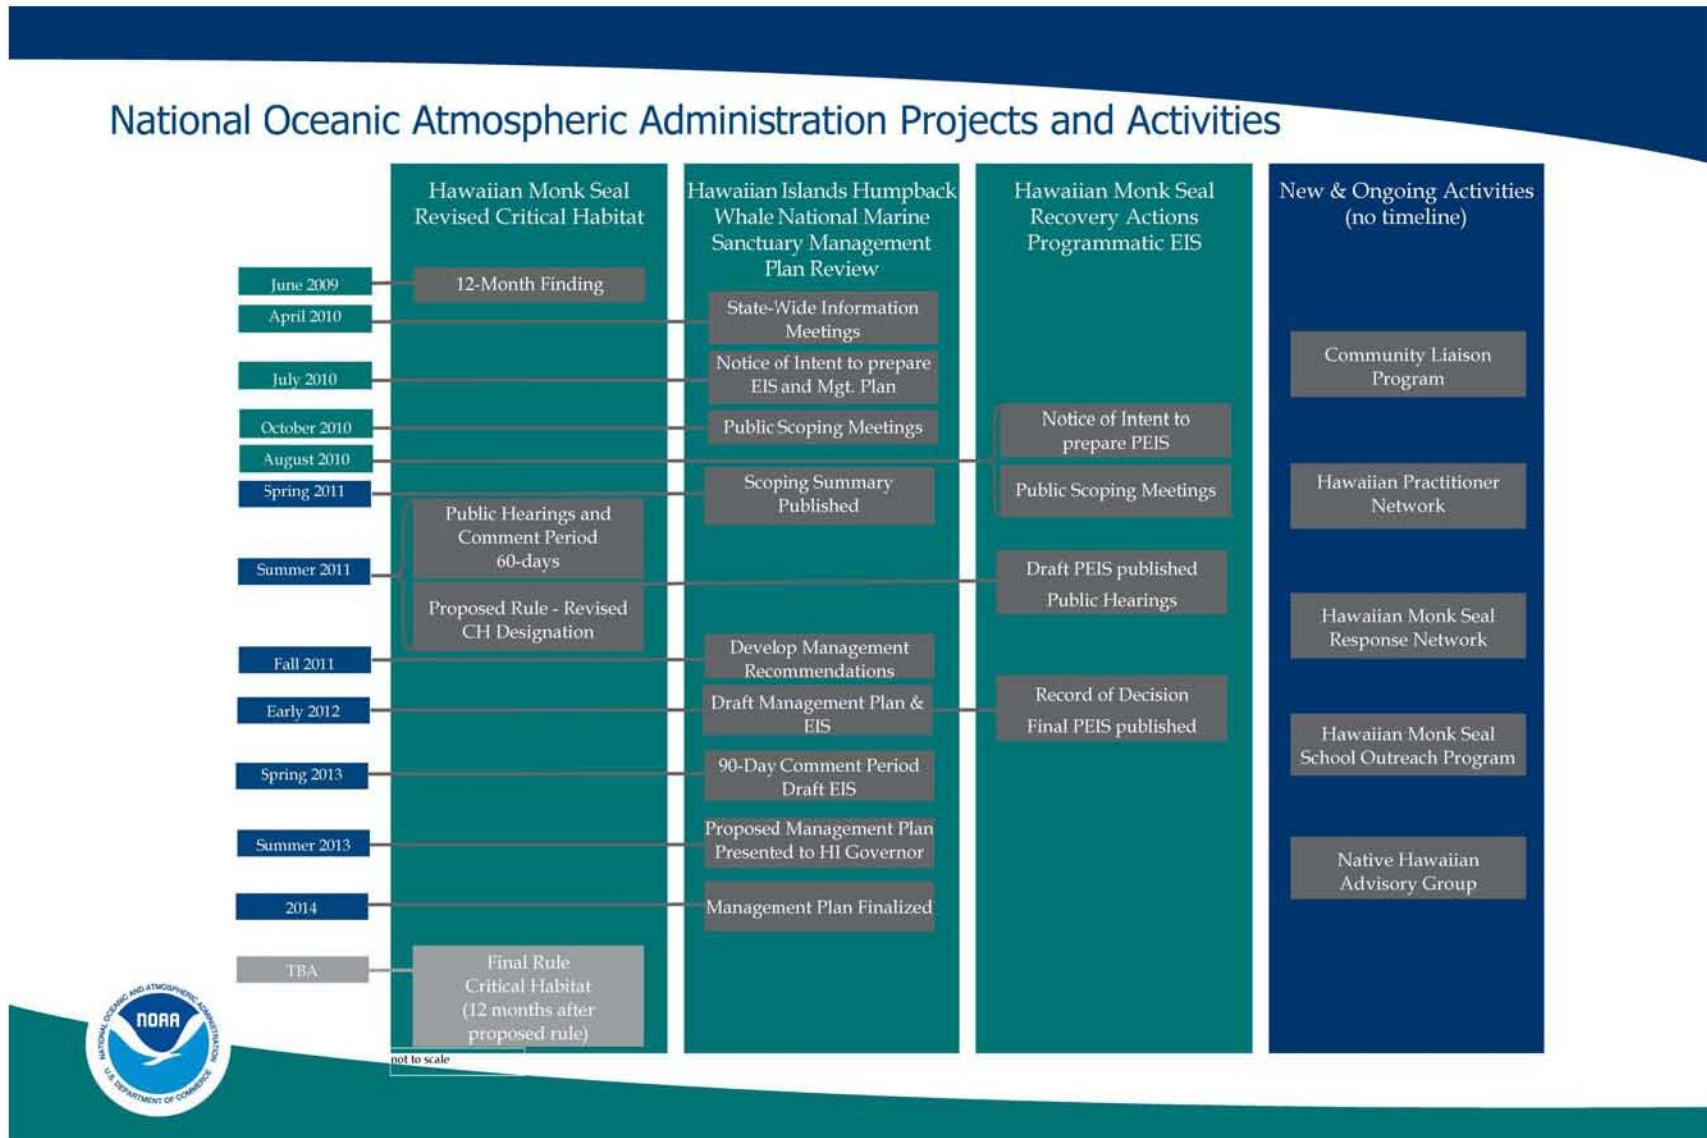 National Oceanic Atmospheric Administration Projects and Activities
Hawaiian Monk Seal
Revised Critical Habitat
Hawaiian Islands Humpback
Whale National Marine
Sanctuary Management
Plan Review
Hawaiian Monk Seal
Recovery Actions
Programmatic EIS
New & Ongoing Activities
(no timeline)
June 2009
April 2010
July 2010
October 2010
August 2010
Spring 2011
Summer 2011
Fall 2011
Early 2012
Spring 2013
Summer 2013
2014
TBA
12-Month Finding
Public Hearings and
Comment Period
60-days
Proposed Rule - Revised
CH Designation
Final Rule
Critical Habitat
(12 months after
proposed rule)
State-Wide Information
Meetings
Notice of Intent to prepare
EIS and Mgt. Plan
Public Scoping Meetings
Scoping Summary
Published
Develop Management
Recommendations
Draft Management Plan &
EIS
90-Day Comment Period
Draft EIS
Proposed Management Plan
Presented to HI Governor
Management Plan Finalized
Notice of Intent to
prepare PEIS
Public Scoping Meetings
Draft PEIS published
Public Hearings
Record of Decision
Final PEIS published
Community Liaison
Program
Hawaiian Practitioner
Network
Hawaiian Monk Seal
Response Network
Hawaiian Monk Seal
School Outreach Program
Native Hawaiian
Advisory Group
not to scale
NATIONAL OCEANIC AND ATMOSPHERIC ADMINISTRATION
NOAA
U.S. DEPARTMENT OF COMMERCE